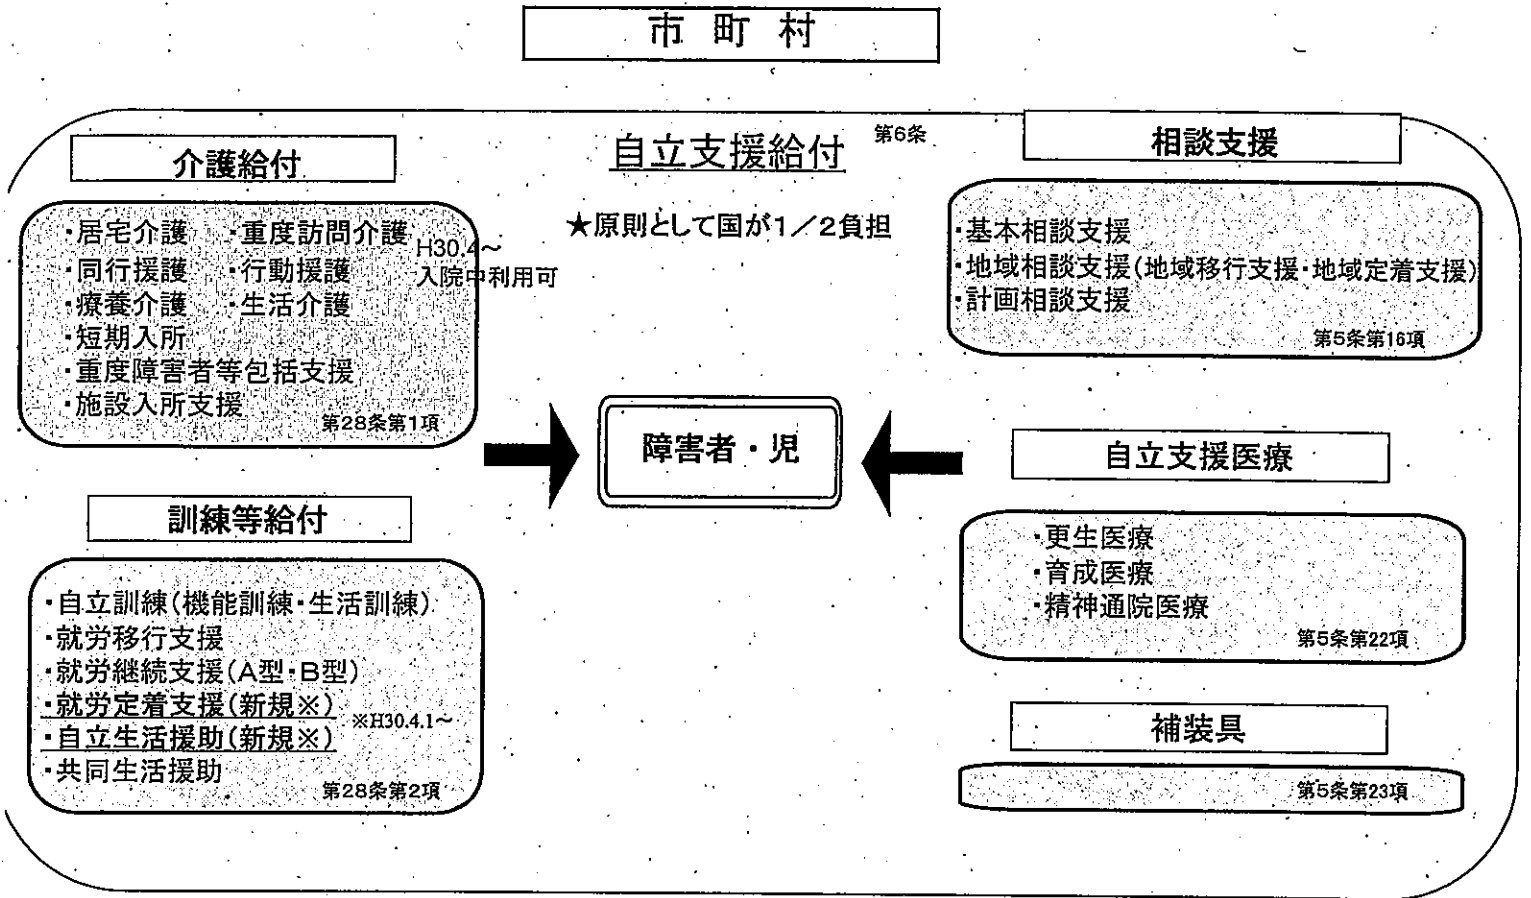 市町村
自立支援給付 第6条
★原則として国が1／2負担
介護給付
・居宅介護 ・重度訪問介護 H30.4～
・同行援護 ・行動援護 入院中利用可
・療養介護 ・生活介護
・短期入所
・重度障害者等包括支援
・施設入所支援
第28条第1項
訓練等給付
・自立訓練(機能訓練・生活訓練)
・就労移行支援
・就労継続支援(A型・B型)
・就労定着支援(新規※) ※H30.4.1～
・自立生活援助(新規※)
・共同生活援助
第28条第2項
障害者・児
相談支援
・基本相談支援
・地域相談支援(地域移行支援・地域定着支援)
・計画相談支援
第5条第16項
自立支援医療
・更生医療
・育成医療
・精神通院医療
第5条第22項
補装具
第5条第23項